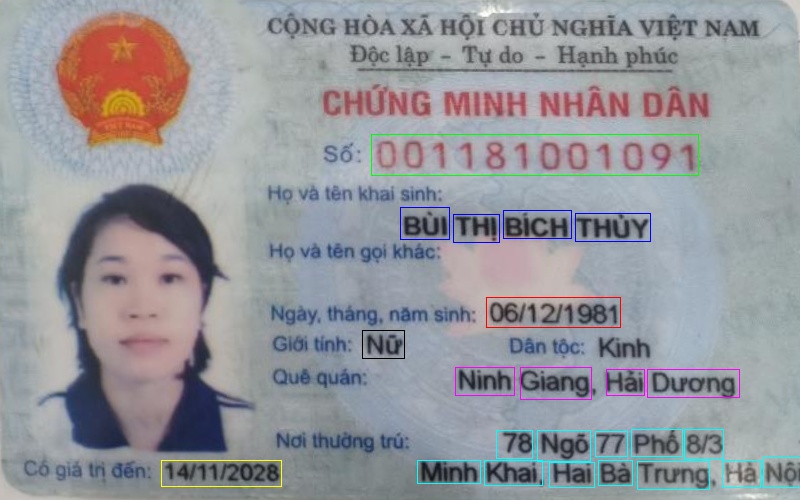 CỘNG HÒA XÃ HỘI CHỦ NGHĨA VIỆT NAM
Độc lập - Tự do - Hạnh phúc
CHỨNG MINH NHÂN DÂN
Số: 001181001091
Họ và tên khai sinh:
BÙI THỊ BÍCH THỦY
Họ và tên gọi khác:
Ngày, tháng, năm sinh: 06/12/1981
Giới tính: Nữ Dân tộc: Kinh
Quê quán: Ninh Giang, Hải Dương
Nơi thường trú: 78 Ngõ 77 Phố 8/3
Có giá trị đến: 14/11/2028 Minh Khai, Hai Bà Trưng, Hà Nội